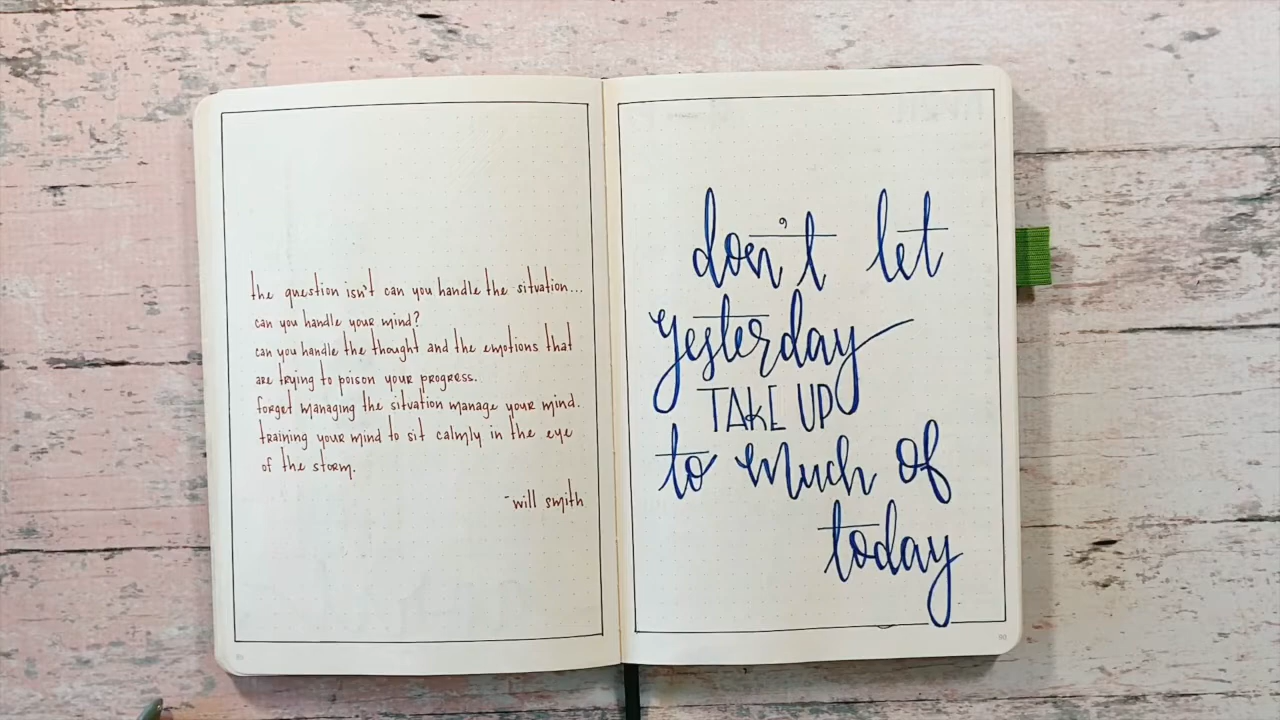 the question isn't can you handle the situation...
can you handle your mind?
can you handle the thought and the emotions that
are trying to poison your progress.
forget managing the situation manage your mind.
training your mind to sit calmly in the eye
of the storm.
-will smith
don't let
yesterday
TAKE UP
to much of
today
90